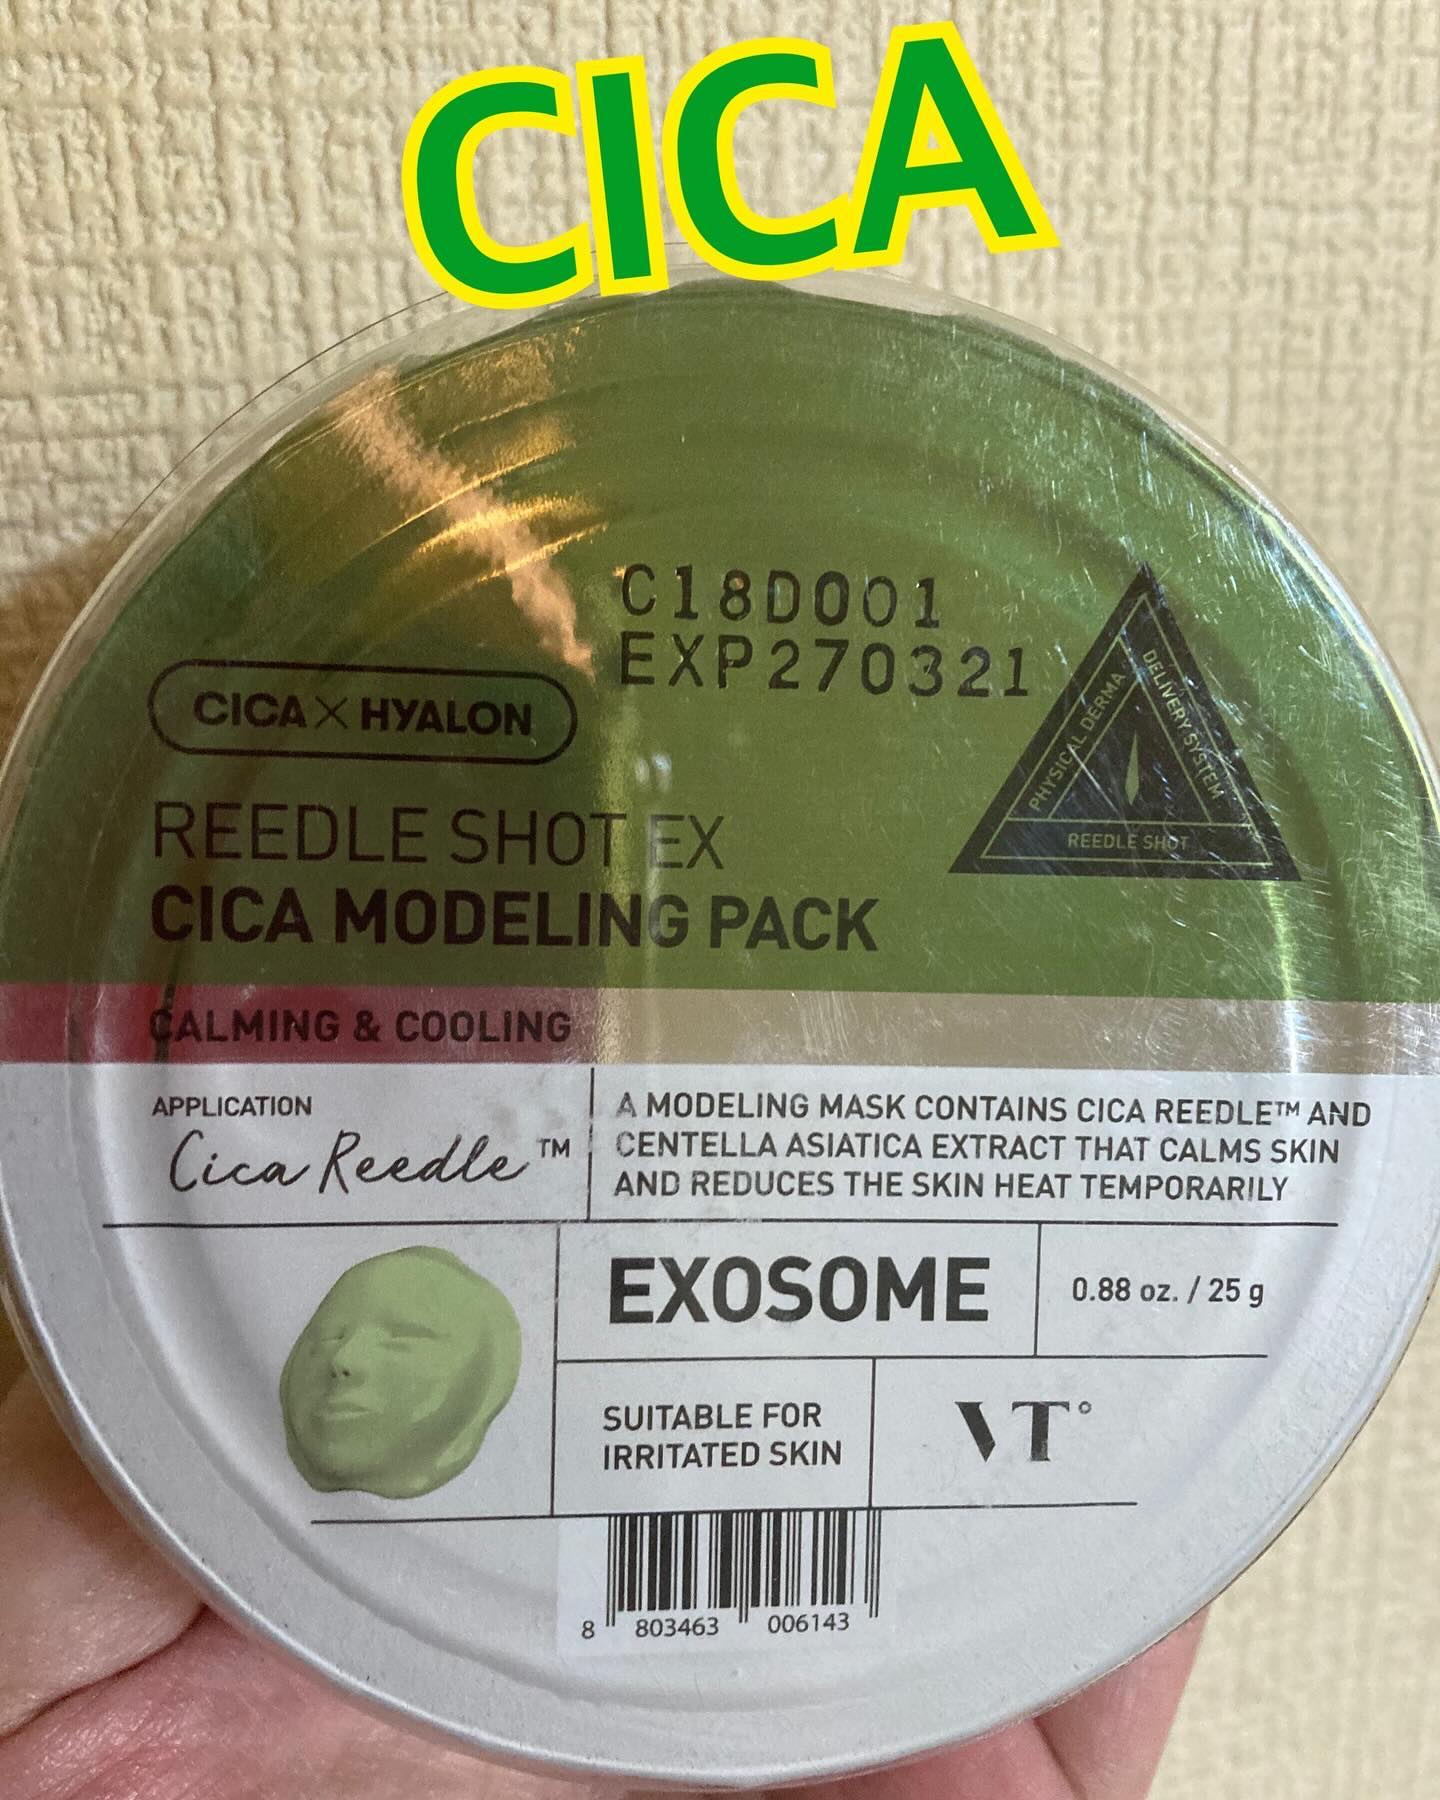 CICA
C18D001
EXP270321
CICA X HYALON
PHYSICAL DERMA
DELIVERY SYSTEM
REEDLE SHOT
REEDLE SHOT EX
CICA MODELING PACK
CALMING & COOLING
APPLICATION
Cica Reedle™
A MODELING MASK CONTAINS CICA REEDLE™ AND
CENTELLA ASIATICA EXTRACT THAT CALMS SKIN
AND REDUCES THE SKIN HEAT TEMPORARILY
EXOSOME
0.88 oz. / 25 g
SUITABLE FOR
IRRITATED SKIN
VT°
8 803463 006143